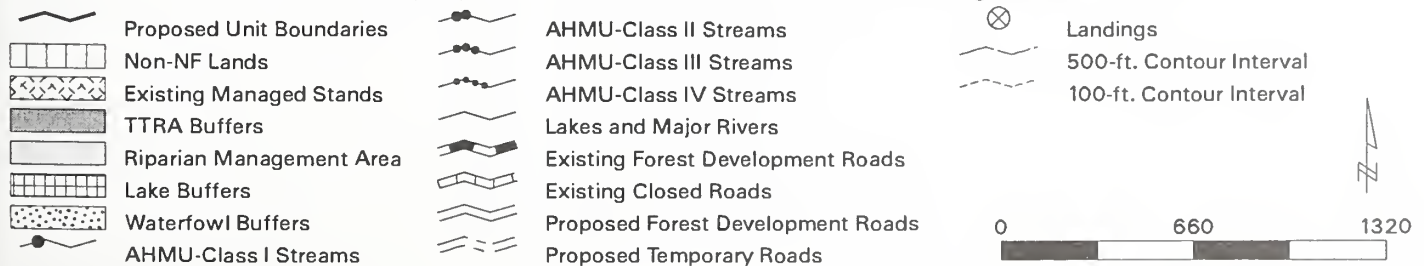 Proposed Unit Boundaries
Non-NF Lands
Existing Managed Stands
TTRA Buffers
Riparian Management Area
Lake Buffers
Waterfowl Buffers
AHMU-Class I Streams
AHMU-Class II Streams
AHMU-Class III Streams
AHMU-Class IV Streams
Lakes and Major Rivers
Existing Forest Development Roads
Existing Closed Roads
Proposed Forest Development Roads
Proposed Temporary Roads
Landings
500-ft. Contour Interval
100-ft. Contour Interval
N
0 660 1320